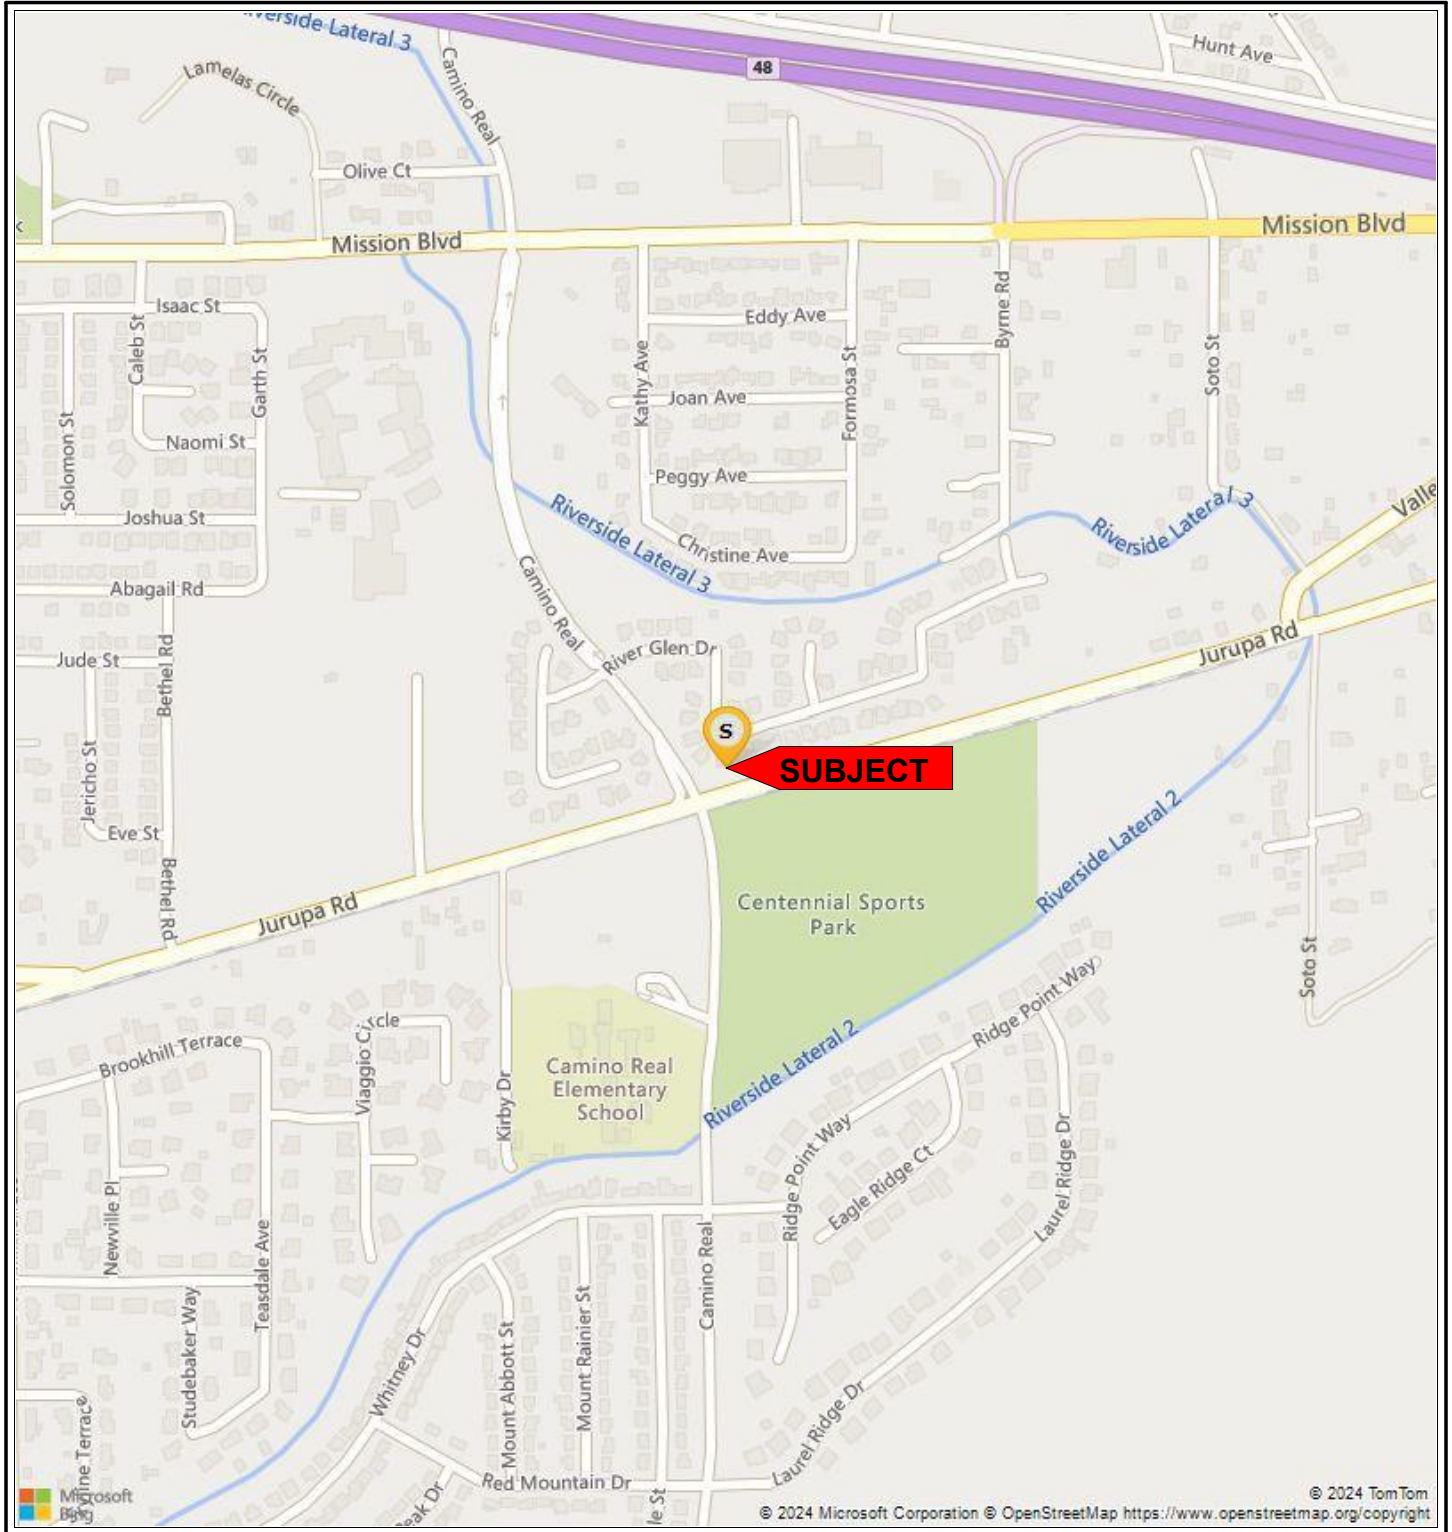 Riverside Lateral 3
Camino Real
48
Hunt Ave
Lamelas Circle
Olive Ct
Mission Blvd
Mission Blvd
Isaac St
Caleb St
Garth St
Kathy Ave
Eddy Ave
Formosa St
Byrne Rd
Soto St
Joan Ave
Solomon St
Naomi St
Peggy Ave
Joshua St
Riverside Lateral 3
Christine Ave
Riverside Lateral 3
Abagail Rd
Camino Real
Jude St
Bethel Rd
River Glen Dr
Jurupa Rd
S
SUBJECT
Jericho St
Eve St
Bethel Rd
Jurupa Rd
Centennial Sports
Park
Riverside Lateral 2
Soto St
Ridge Point Way
Brookhill Terrace
Viaggio Circle
Kirby Dr
Camino Real
Elementary
School
Riverside Lateral 2
Ridge Point Way
Eagle Ridge Ct
Laurel Ridge Dr
Newville Pl
Teasdale Ave
Studebaker Way
Whitney Dr
Mount Abbott St
Mount Rainier St
Camino Real
Laurel Ridge Dr
Red Mountain Dr
Terrace
Microsoft
Bing
© 2024 TomTom
© 2024 Microsoft Corporation © OpenStreetMap https://www.openstreetmap.org/copyright